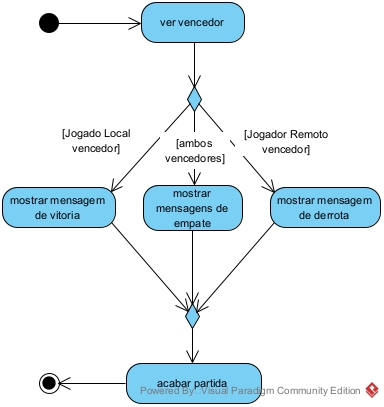 ver vencedor
[Jogado Local
vencedor]
[ambos
vencedores]
[Jogador Remoto
vencedor]
mostrar mensagem
de vitoria
mostrar
mensagens de
empate
mostrar mensagem
de derrota
acabar partida
Powered By Visual Paradigm Community Edition